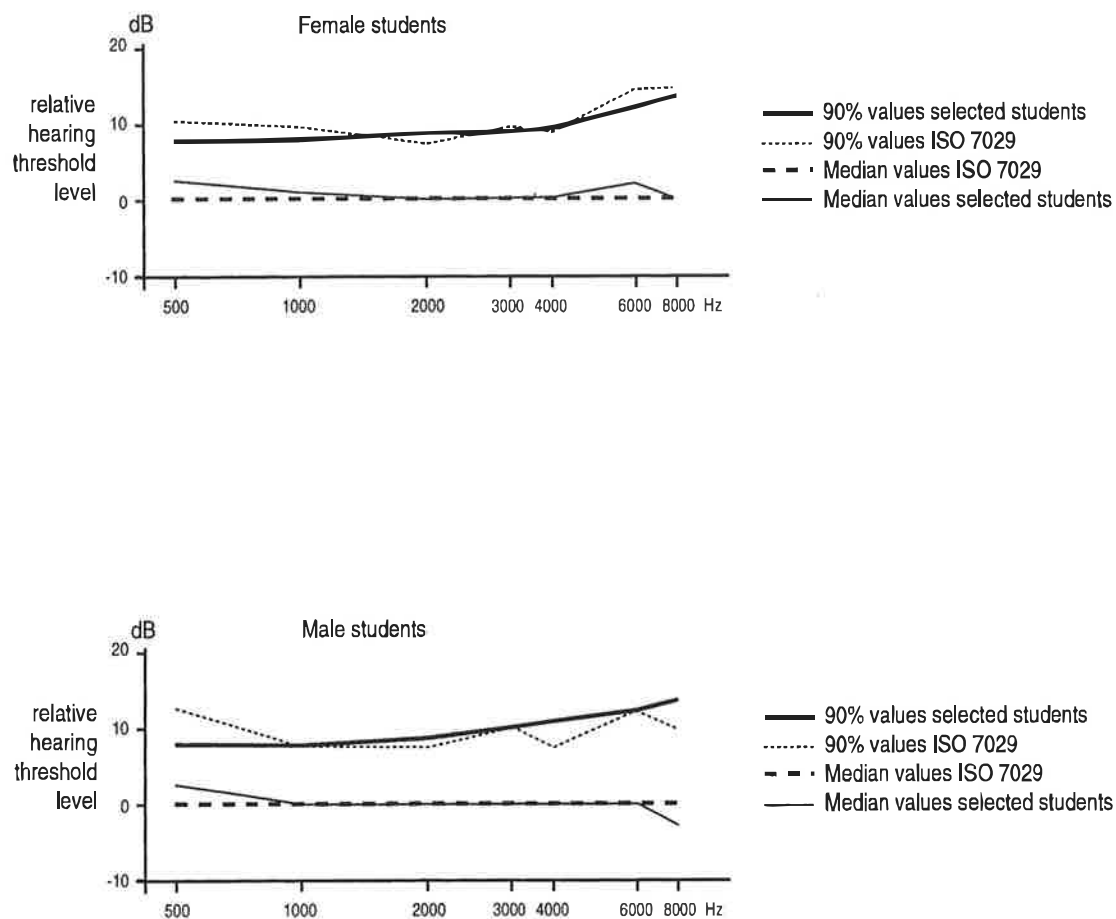 dB
Female students
20
relative
hearing
threshold
level
10
0
-10
500 1000 2000 3000 4000 6000 8000 Hz
90% values selected students
90% values ISO 7029
Median values ISO 7029
Median values selected students
dB
Male students
20
relative
hearing
threshold
level
10
0
-10
500 1000 2000 3000 4000 6000 8000 Hz
90% values selected students
90% values ISO 7029
Median values ISO 7029
Median values selected students